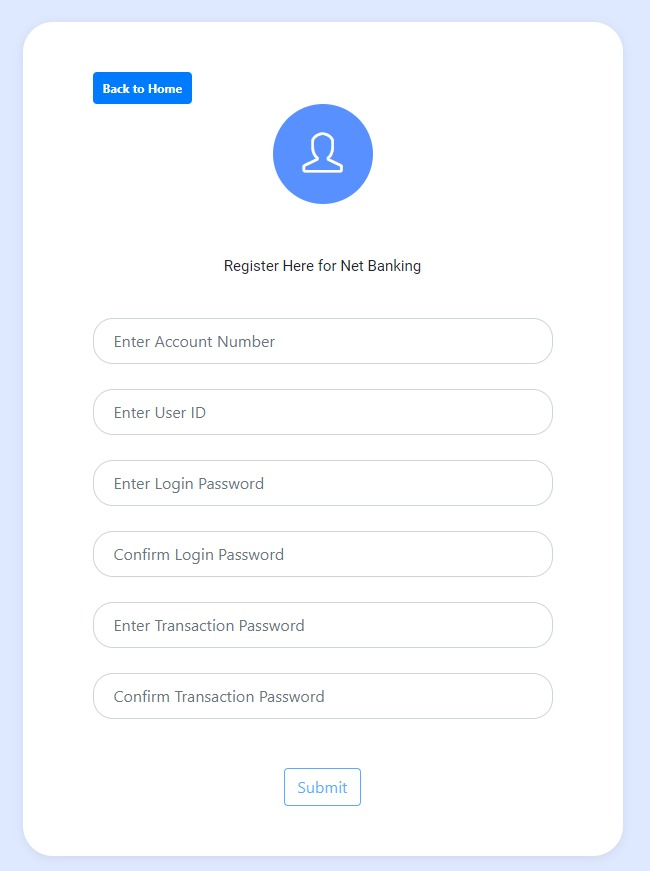 Back to Home
Register Here for Net Banking
Enter Account Number
Enter User ID
Enter Login Password
Confirm Login Password
Enter Transaction Password
Confirm Transaction Password
Submit